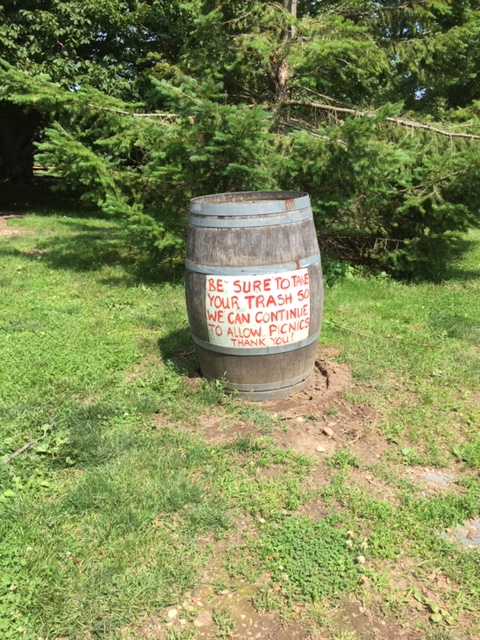 BE SURE TO TAKE
YOUR TRASH SO
WE CAN CONTINUE
TO ALLOW PICNICS
THANK YOU!